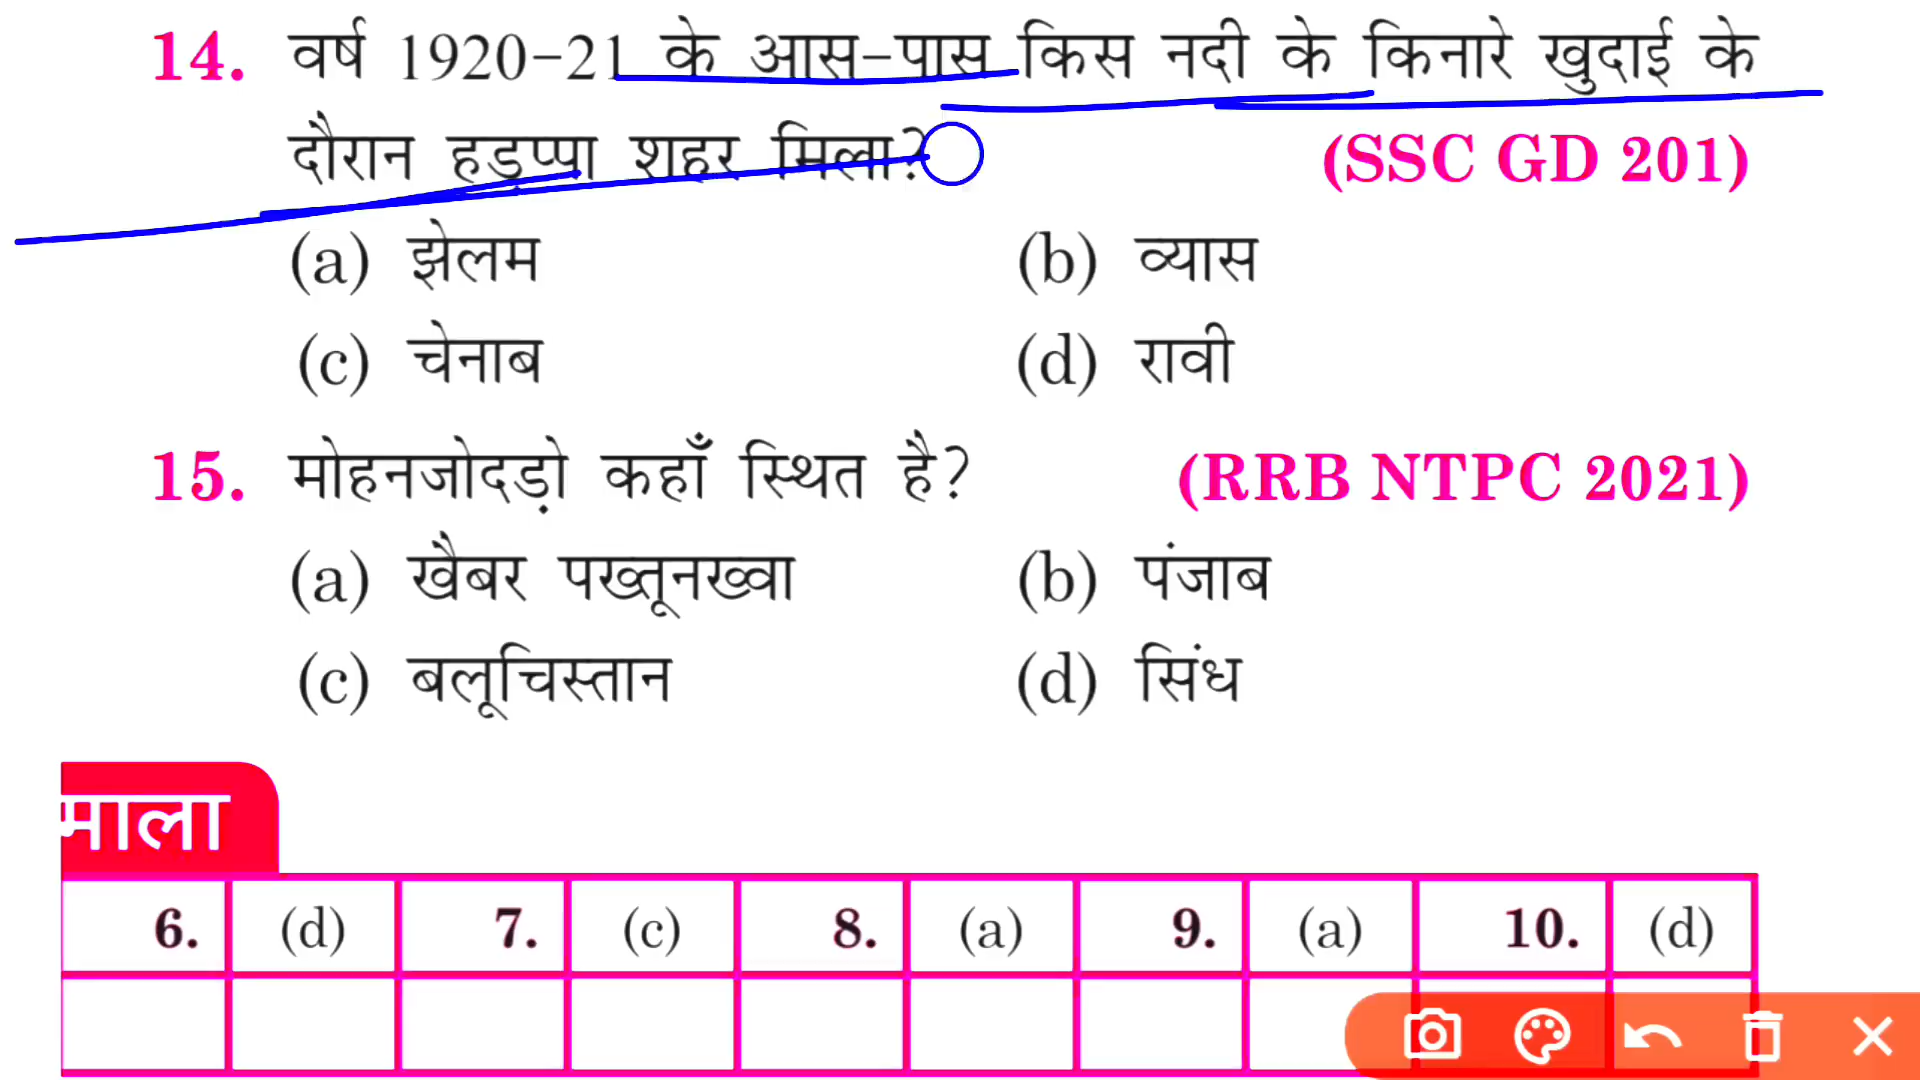 14. वर्ष 1920-21 के आस-पास किस नदी के किनारे खुदाई के
दौरान हड़प्पा शहर मिला? (SSC GD 201)
(a) झेलम (b) व्यास
(c) चेनाब (d) रावी
15. मोहनजोदड़ो कहाँ स्थित है? (RRB NTPC 2021)
(a) खैबर पख्तूनख्वा (b) पंजाब
(c) बलूचिस्तान (d) सिंध
माला
6. (d) 7. (c) 8. (a) 9. (a) 10. (d)